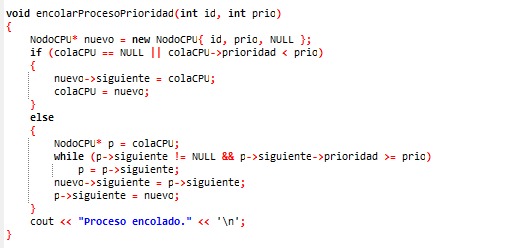 void encolarProcesoPrioridad(int id, int prio)
{
NodoCPU* nuevo = new NodoCPU{ id, prio, NULL };
if (colaCPU == NULL || colaCPU->prioridad < prio)
{
nuevo->siguiente = colaCPU;
colaCPU = nuevo;
}
else
{
NodoCPU* p = colaCPU;
while (p->siguiente != NULL && p->siguiente->prioridad >= prio)
p = p->siguiente;
nuevo->siguiente = p->siguiente;
p->siguiente = nuevo;
}
cout << "Proceso encolado." << '\n';
}